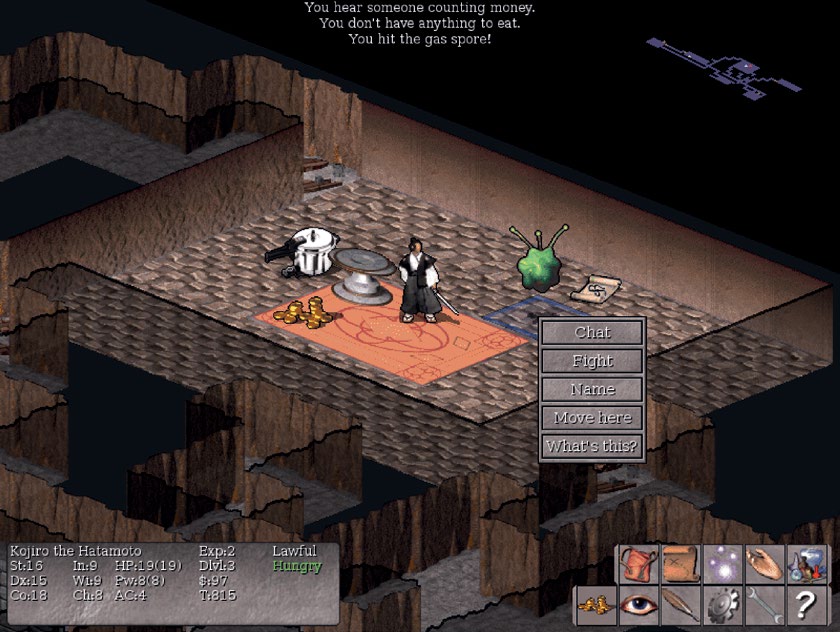 You hear someone counting money.
You don't have anything to eat.
You hit the gas spore!
Chat
Fight
Name
Move here
What's this?
Kojiro the Hatamoto Exp:2 Lawful
St:16 In:9 HP:19(19) Dlvl:3 Hungry
Dx:15 Wi:9 Pw:8(8) $:97
Co:18 Ch:8 AC:4 T:815
?